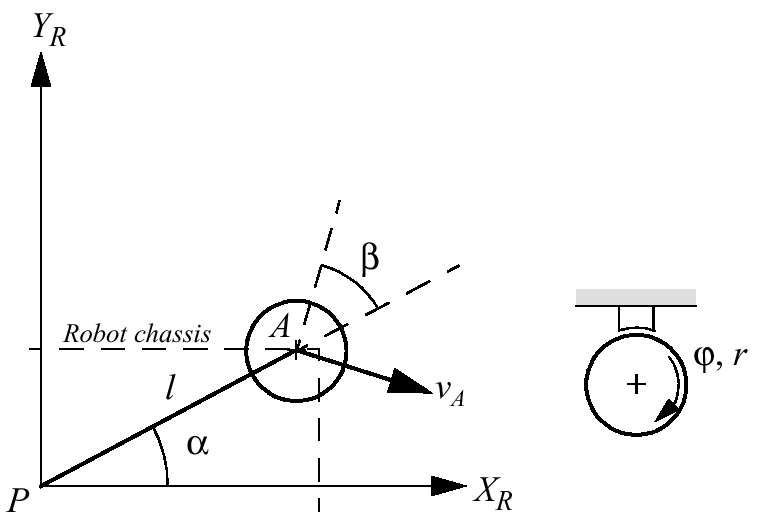 Y_R
β
A
Robot chassis
φ, r
l
v_A
α
P
X_R